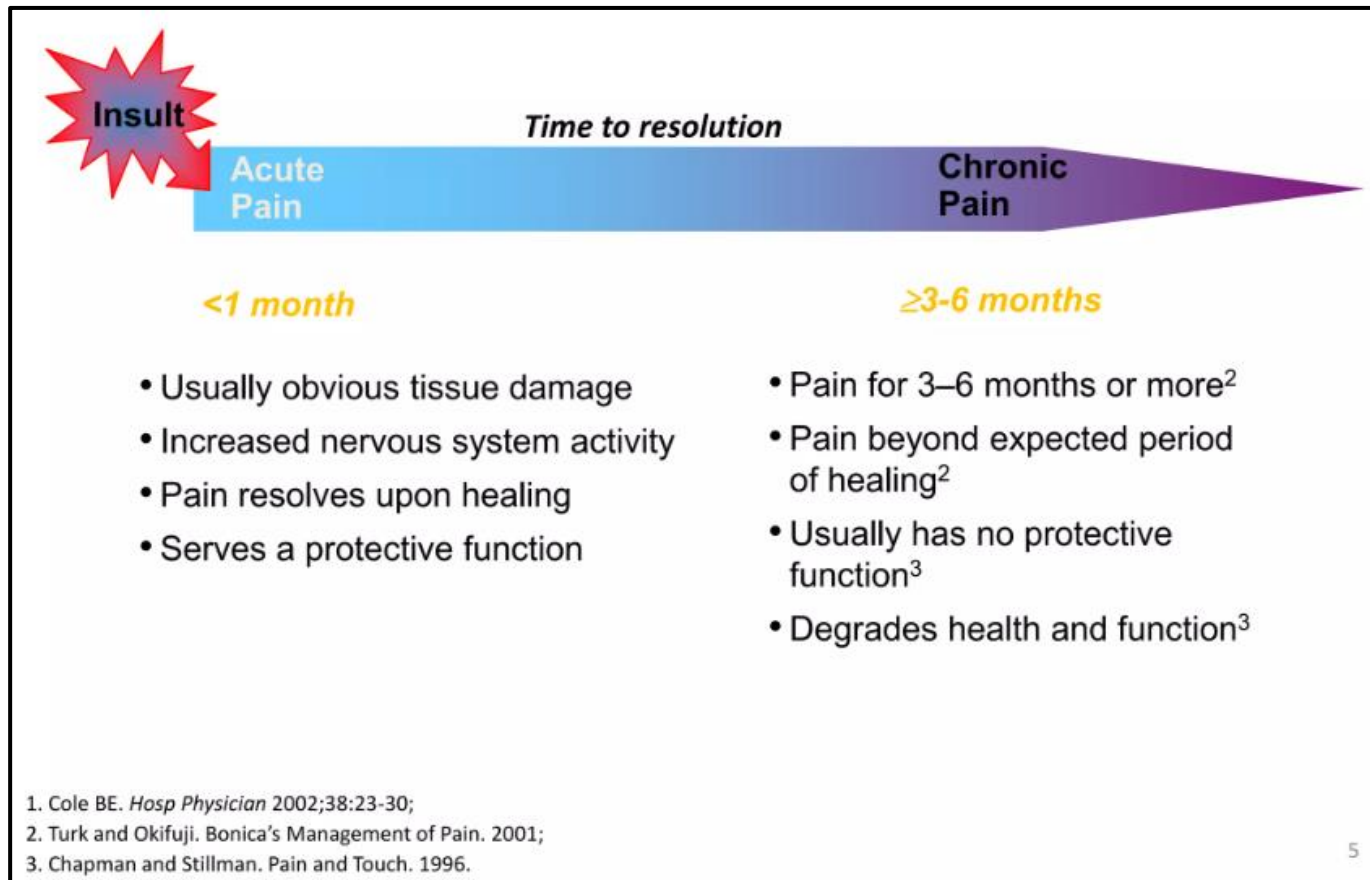 Insult
Time to resolution
Acute
Pain
Chronic
Pain
<1 month
• Usually obvious tissue damage
• Increased nervous system activity
• Pain resolves upon healing
• Serves a protective function
≥3-6 months
• Pain for 3–6 months or more²
• Pain beyond expected period
of healing²
• Usually has no protective
function³
• Degrades health and function³
1. Cole BE. Hosp Physician 2002;38:23-30;
2. Turk and Okifuji. Bonica’s Management of Pain. 2001;
3. Chapman and Stillman. Pain and Touch. 1996.
5